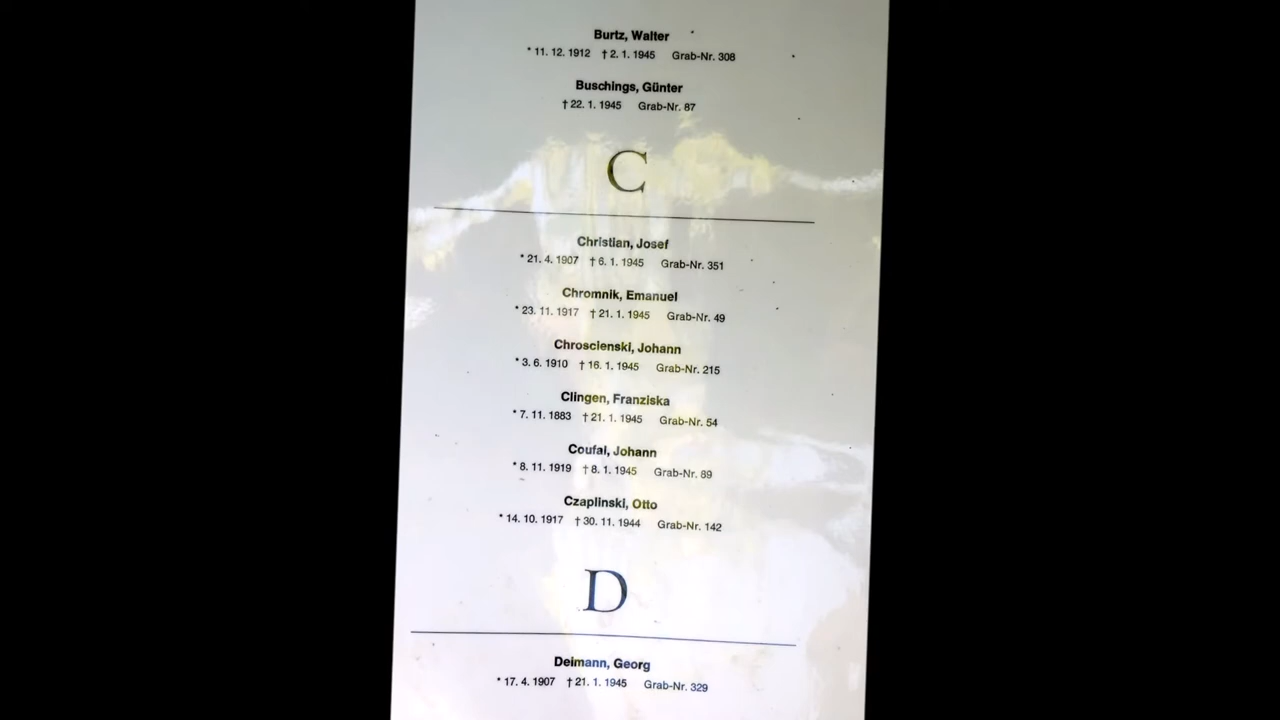 Burtz, Walter
* 11. 12. 1912 † 2. 1. 1945 Grab-Nr. 308
Buschings, Günter
† 22. 1. 1945 Grab-Nr. 87
C
Christian, Josef
* 21. 4. 1907 † 6. 1. 1945 Grab-Nr. 351
Chromnik, Emanuel
* 23. 11. 1917 † 21. 1. 1945 Grab-Nr. 49
Chroscienski, Johann
* 3. 6. 1910 † 16. 1. 1945 Grab-Nr. 215
Clingen, Franziska
* 7. 11. 1883 † 21. 1. 1945 Grab-Nr. 54
Coufal, Johann
* 8. 11. 1919 † 8. 1. 1945 Grab-Nr. 89
Czaplinski, Otto
* 14. 10. 1917 † 30. 11. 1944 Grab-Nr. 142
D
Deimann, Georg
* 17. 4. 1907 † 21. 1. 1945 Grab-Nr. 329